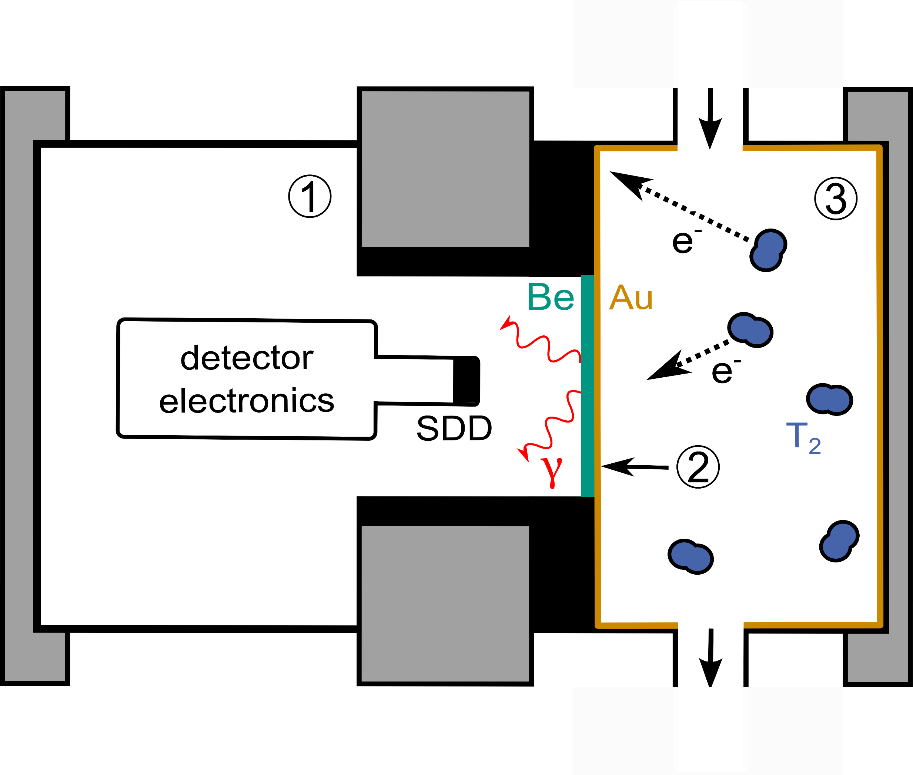 ①
③
e⁻
Be
Au
e⁻
detector
electronics
SDD
T₂
γ
②